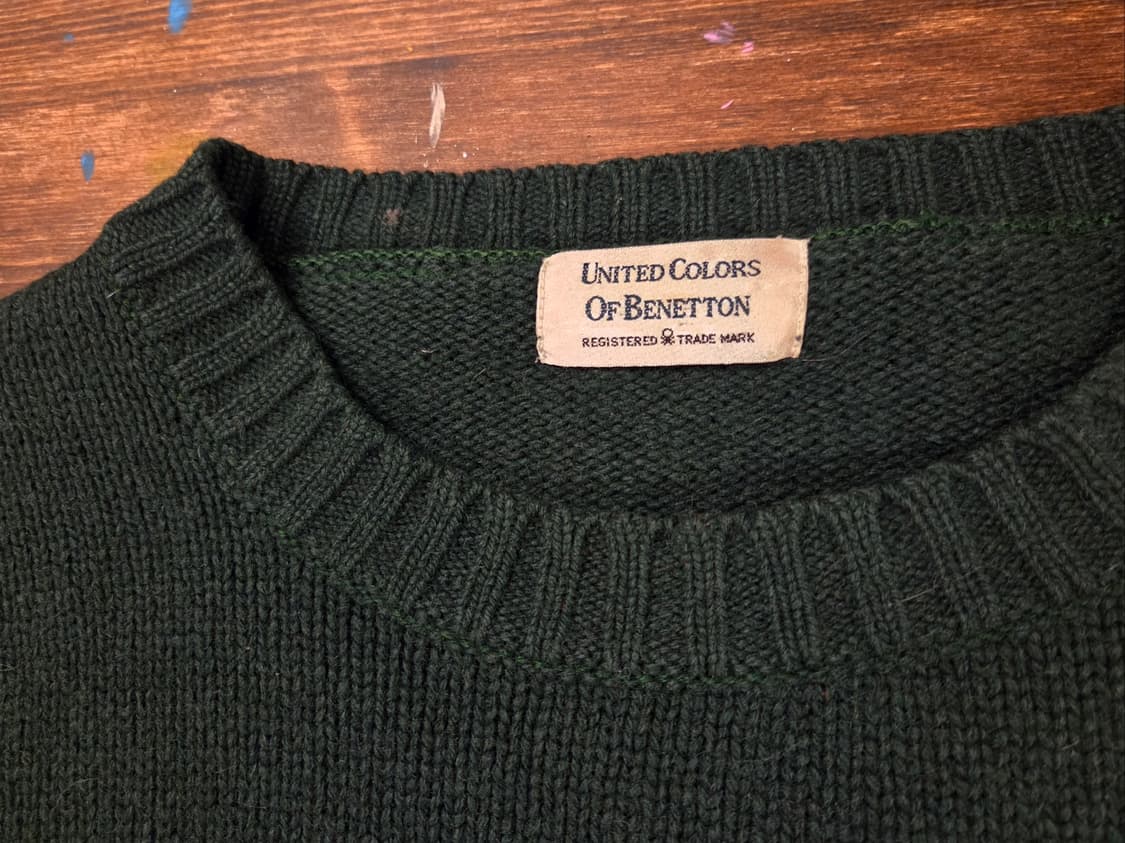 UNITED COLORS
OF BENETTON
REGISTERED TRADE MARK